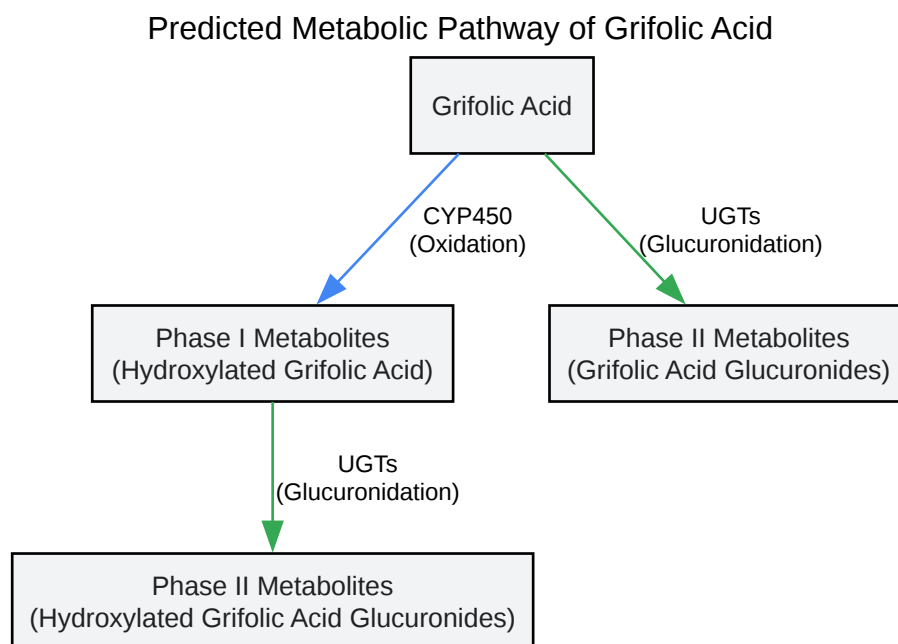 Predicted Metabolic Pathway of Grifolic Acid
Grifolic Acid
CYP450
(Oxidation)
UGTs
(Glucuronidation)
Phase I Metabolites
(Hydroxylated Grifolic Acid)
Phase II Metabolites
(Grifolic Acid Glucuronides)
UGTs
(Glucuronidation)
Phase II Metabolites
(Hydroxylated Grifolic Acid Glucuronides)